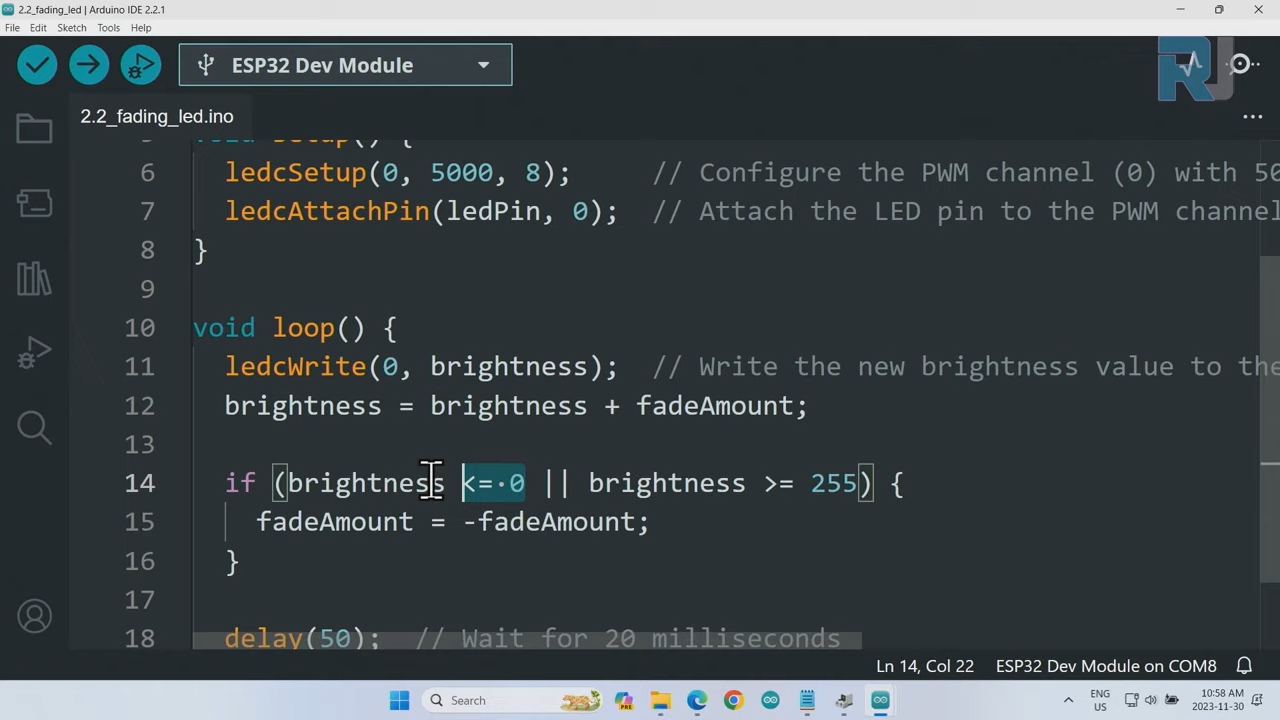 2.2_fading_led | Arduino IDE 2.2.1
File Edit Sketch Tools Help
ESP32 Dev Module
RJ
2.2_fading_led.ino
void setup() {
6 ledcSetup(0, 5000, 8); // Configure the PWM channel (0) with 50
7 ledcAttachPin(ledPin, 0); // Attach the LED pin to the PWM channel
8 }
9
10 void loop() {
11 ledcWrite(0, brightness); // Write the new brightness value to the
12 brightness = brightness + fadeAmount;
13
14 if (brightness <= 0 || brightness >= 255) {
15 fadeAmount = -fadeAmount;
16 }
17
18 delay(50); // Wait for 20 milliseconds
Ln 14, Col 22 ESP32 Dev Module on COM8
Search
PRE
ENG
US
10:58 AM
2023-11-30